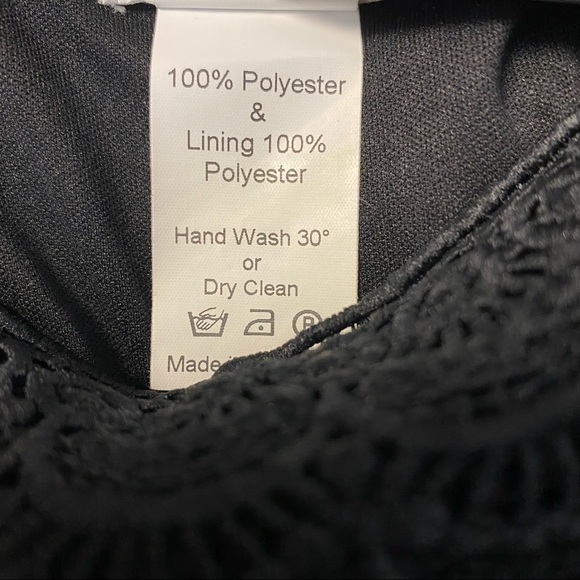 100% Polyester
&
Lining 100%
Polyester
Hand Wash 30°
or
Dry Clean
Made